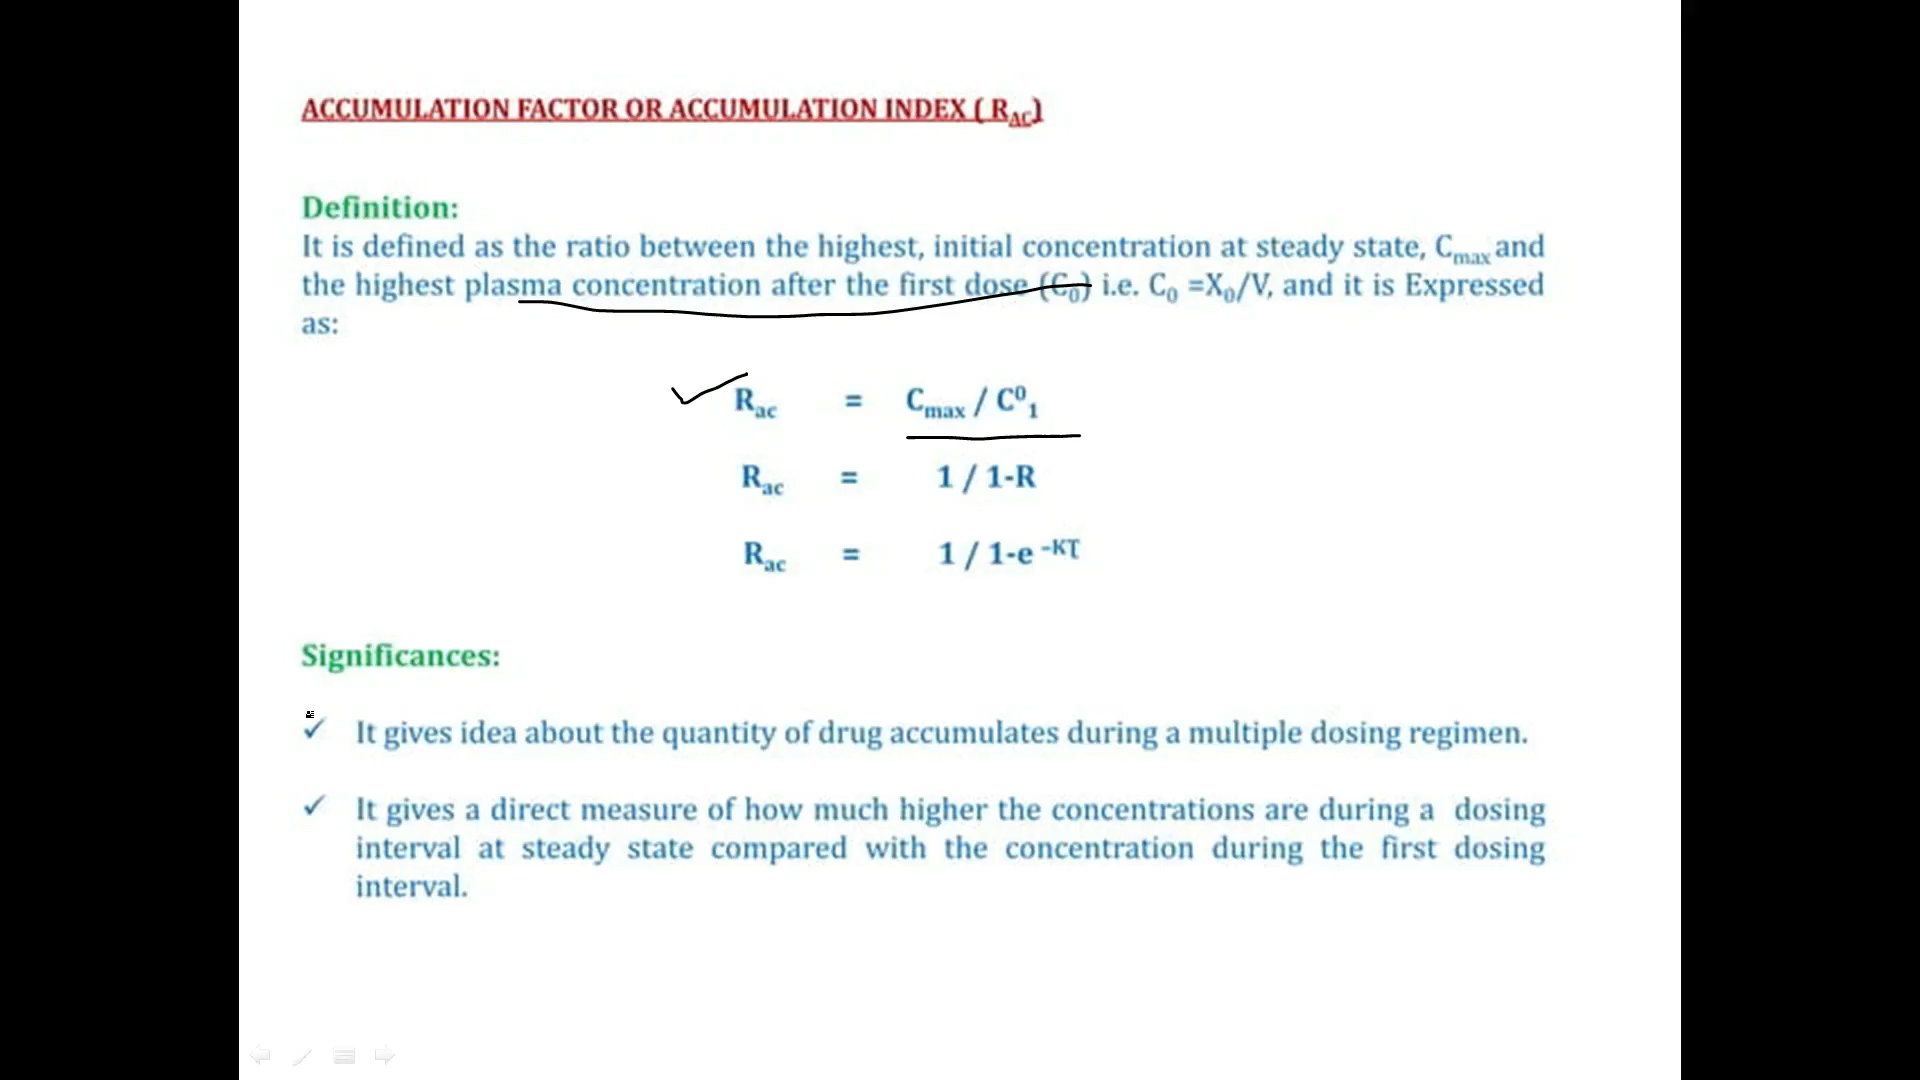 ACCUMULATION FACTOR OR ACCUMULATION INDEX ( RAC)
Definition:
It is defined as the ratio between the highest, initial concentration at steady state, Cmax and
the highest plasma concentration after the first dose (C0) i.e. C0 =X0/V, and it is Expressed
as:
Rac = Cmax / C⁰1
Rac = 1 / 1-R
Rac = 1 / 1-e -KT
Significances:
✓ It gives idea about the quantity of drug accumulates during a multiple dosing regimen.
✓ It gives a direct measure of how much higher the concentrations are during a dosing
interval at steady state compared with the concentration during the first dosing
interval.